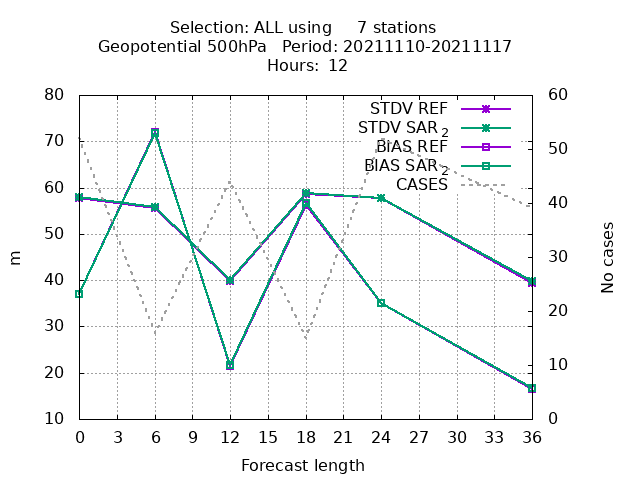 Selection: ALL using     7 stations
Geopotential 500hPa   Period: 20211110-20211117
Hours: 12
80
70
60
50
40
30
20
10
m
60
50
40
30
20
10
0
No cases
STDV REF
STDV SAR₂
BIAS REF
BIAS SAR₂
CASES
0 3 6 9 12 15 18 21 24 27 30 33 36
Forecast length